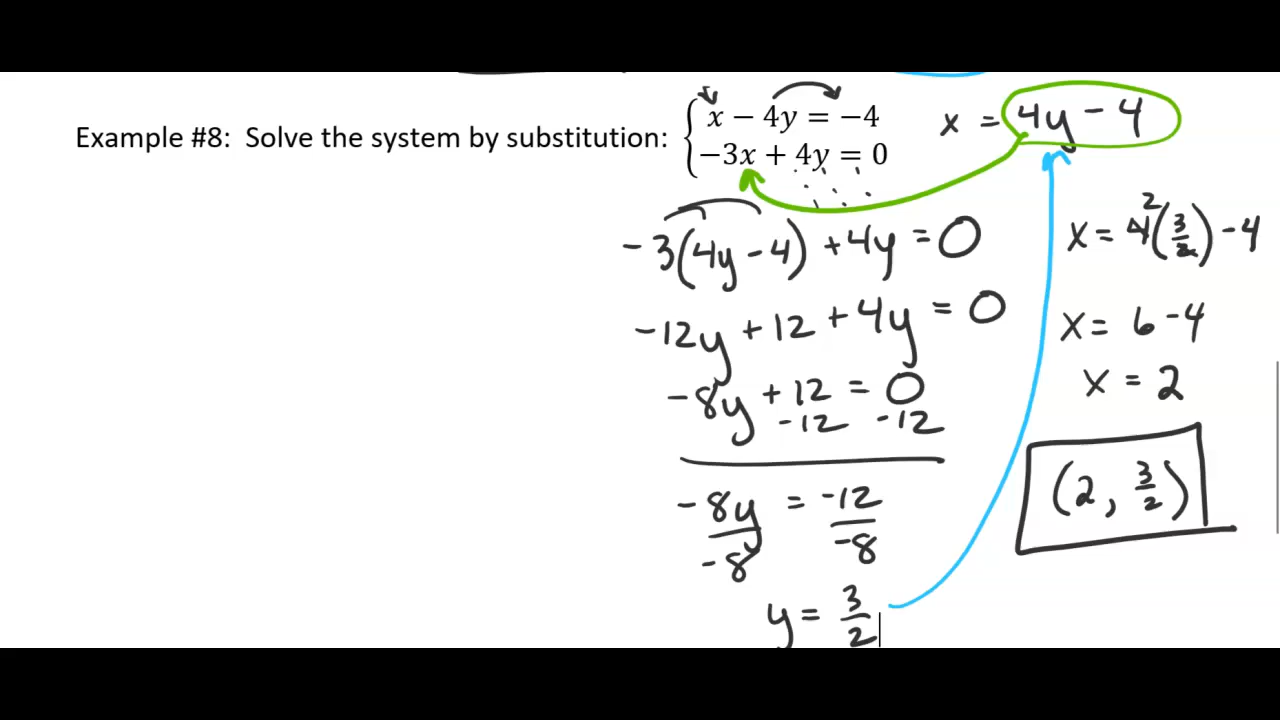 Example #8: Solve the system by substitution:
x − 4y = −4
−3x + 4y = 0
x = 4y - 4
-3(4y - 4) + 4y = 0
-12y + 12 + 4y = 0
-8y + 12 = 0
-12 -12
-8y = -12
-8 -8
y = 3/2
x = 4^2(3/2) - 4
x = 6 - 4
x = 2
(2, 3/2)